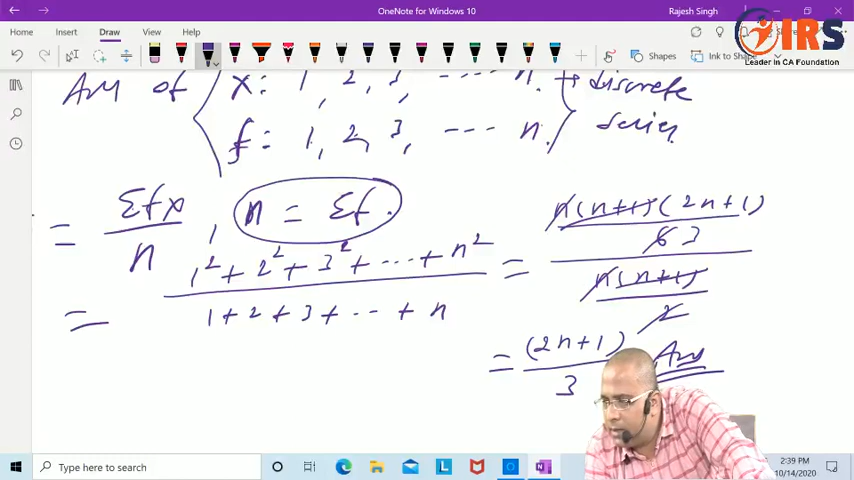 OneNote for Windows 10
Rajesh Singh
IRS
Leader in CA Foundation
Home Insert Draw View Help
Shapes Ink to Shape
AM of { x: 1, 2, 3, ---- n. } → discrete
f: 1, 2, 3, --- n. series
= Σfx / n , n = Σf.
= 1² + 2² + 3² + ... + n² / 1 + 2 + 3 + ... + n = n(n+1)(2n+1) / 6 3 / n(n+1) / 2
= (2n+1) / 3 Ans
Type here to search
2:39 PM
10/14/2020